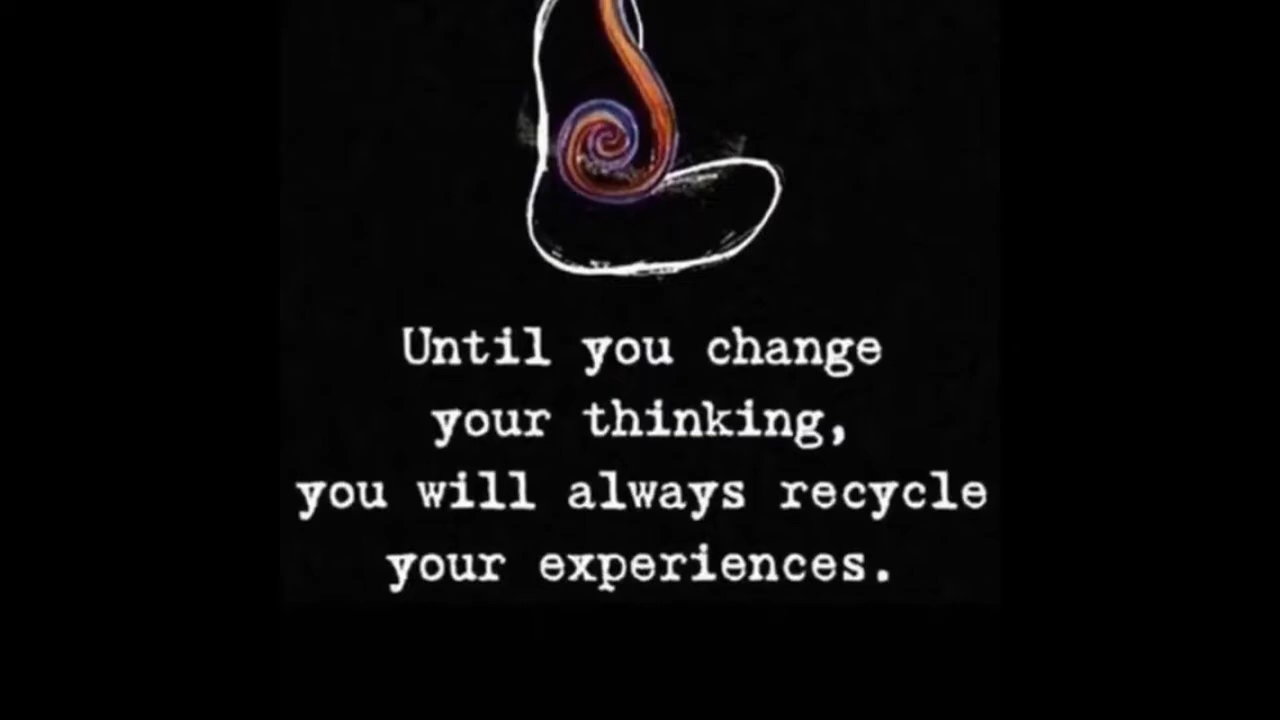 Until you change
your thinking,
you will always recycle
your experiences.